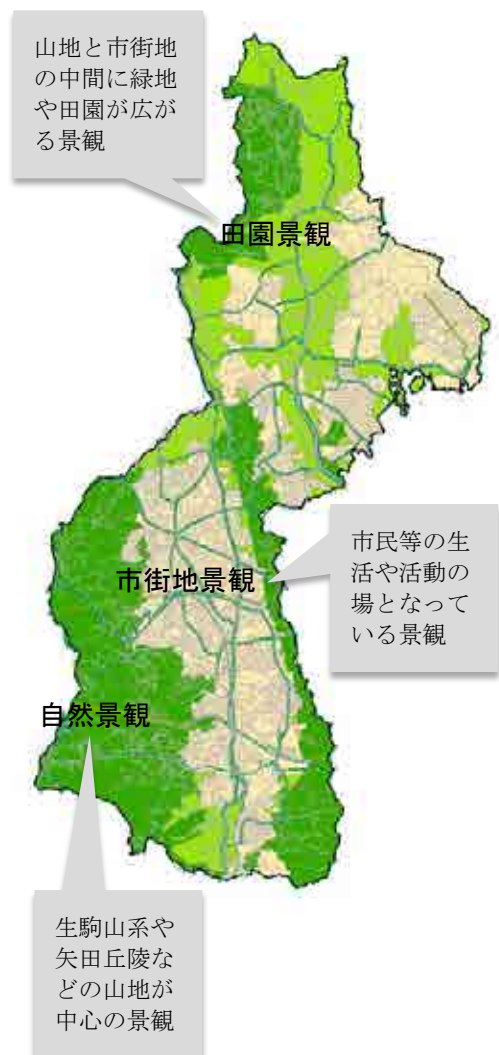 山地と市街地
の中間に緑地
や田園が広が
る景観
田園景観
市民等の生
活や活動の
場となって
いる景観
市街地景観
自然景観
生駒山系や
矢田丘陵な
どの山地が
中心の景観